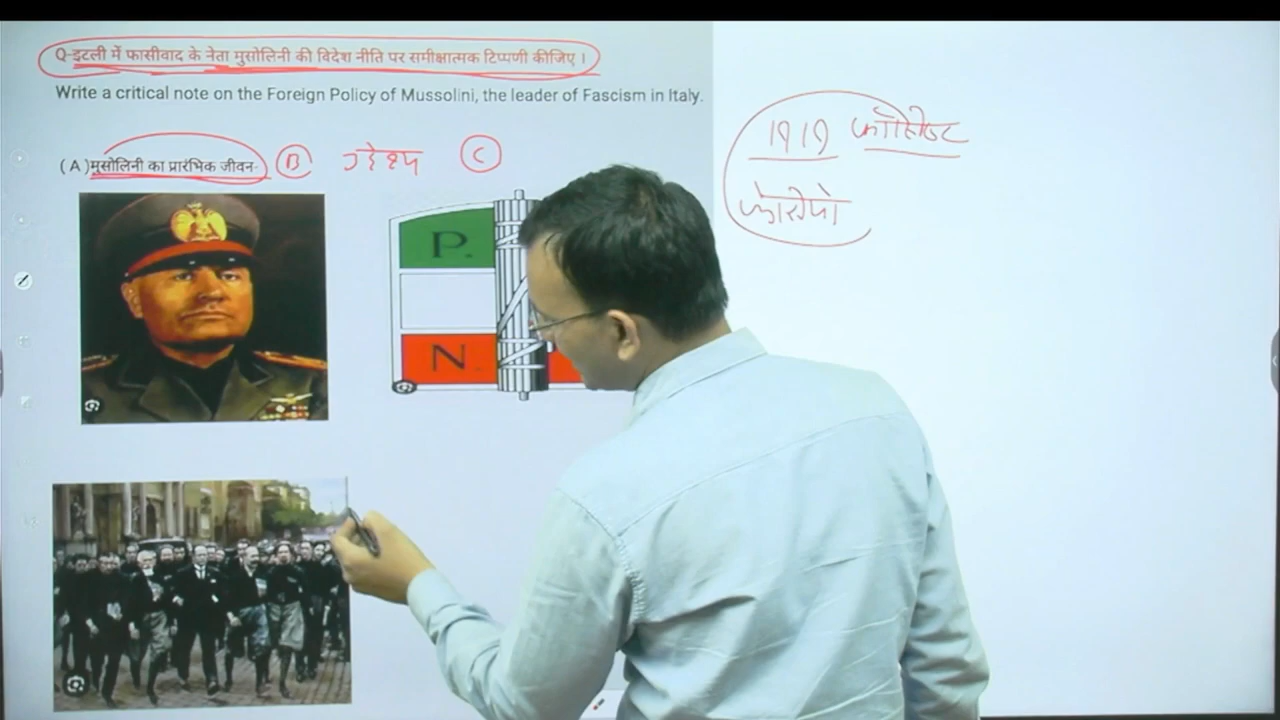 Q-इटली में फासीवाद के नेता मुसोलिनी की विदेश नीति पर समीक्षात्मक टिप्पणी कीजिए ।
Write a critical note on the Foreign Policy of Mussolini, the leader of Fascism in Italy.
(A)मुसोलिनी का प्रारंभिक जीवन- B उद्देश्य C
P.
N.
1919 फासिस्ट